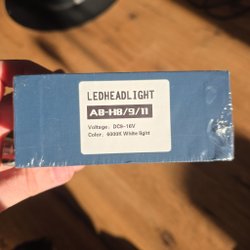 LEDHEADLIGHT
A8-H8/9/11
Voltage: DC9-16V
Color: 6000K White light